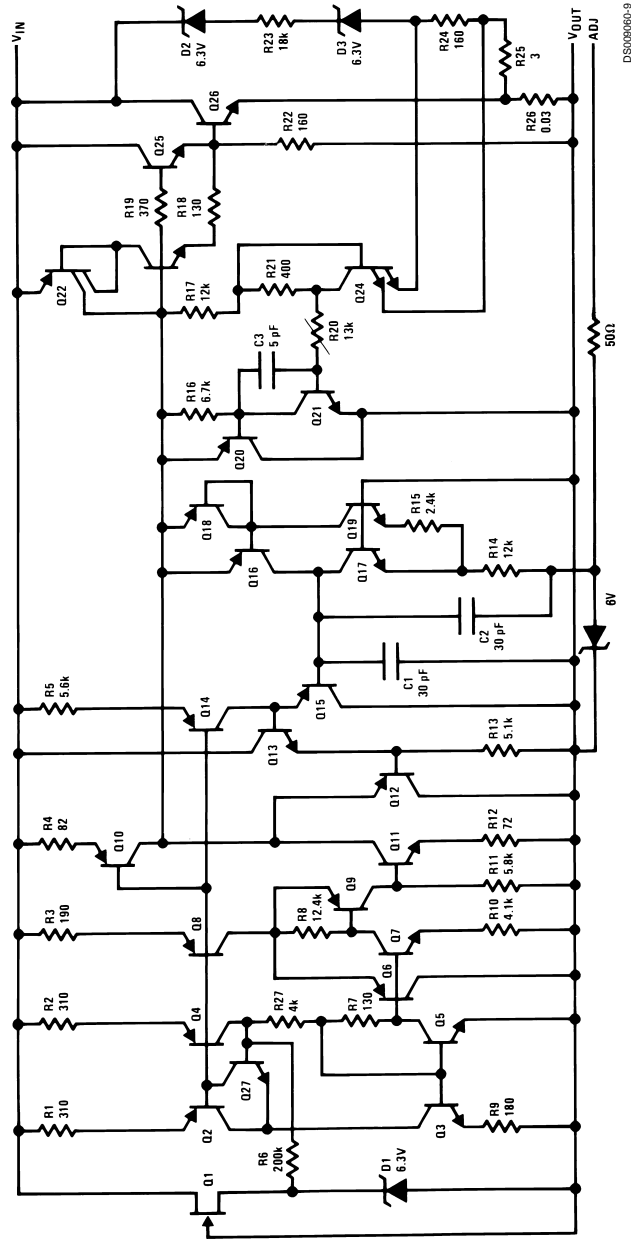 V_IN
R1
310
R2
310
R3
190
R4
82
R5
5.6k
Q1
Q2
Q4
Q8
Q10
Q14
Q22
Q25
Q26
D2
6.3V
R23
18k
D3
6.3V
R24
160
R25
3
R26
0.03
R22
160
R19
370
R18
130
R17
12k
R21
400
Q24
R20
13k
C3
5 pF
R16
6.7k
Q20
Q21
Q18
Q16
Q19
Q17
R15
2.4k
R14
12k
C2
30 pF
C1
30 pF
Q15
Q13
Q12
R13
5.1k
Q11
R12
72
Q9
R11
5.8k
R8
12.4k
Q7
Q6
R10
4.1k
R27
4k
R7
130
Q5
Q27
Q3
R9
180
R6
200k
D1
6.3V
V_OUT
ADJ
50Ω
6V
DS009060-9